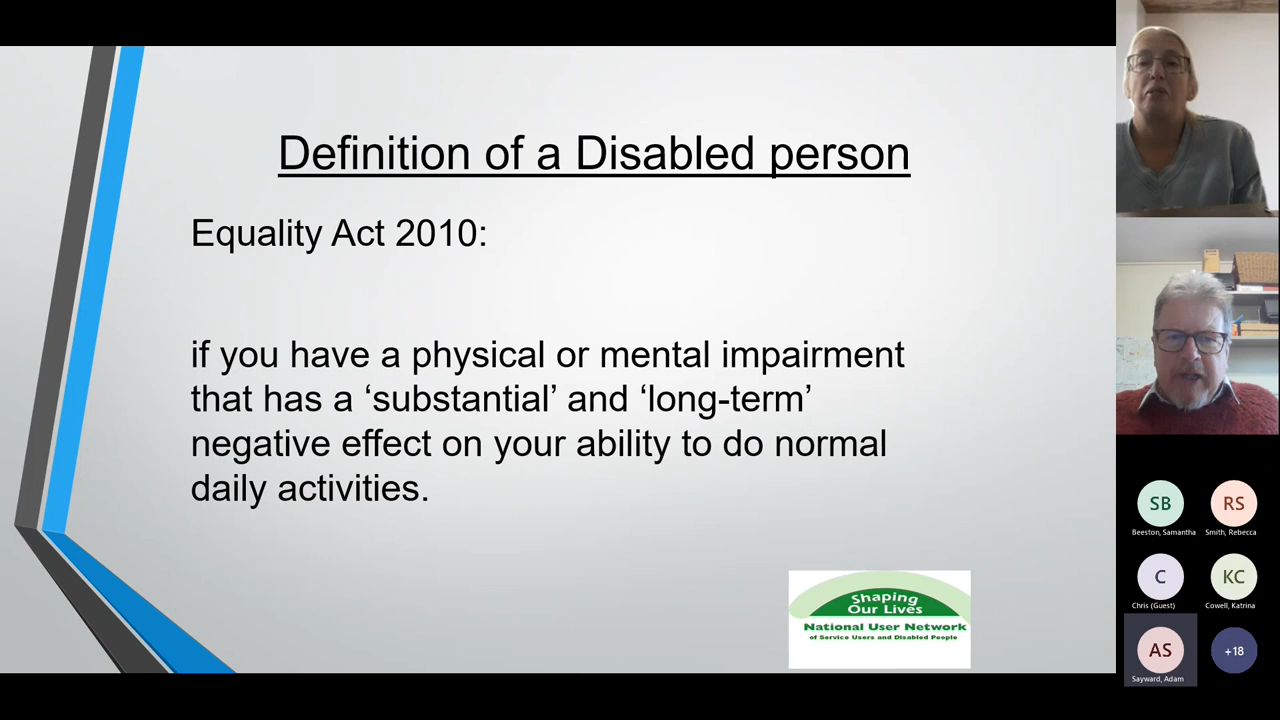 Definition of a Disabled person
Equality Act 2010:
if you have a physical or mental impairment
that has a ‘substantial’ and ‘long-term’
negative effect on your ability to do normal
daily activities.
Shaping
Our Lives
National User Network
of Service Users and Disabled People
SB
RS
Beeston, Samantha
Smith, Rebecca
C
KC
Chris (Guest)
Cowell, Katrina
AS
+18
Sayward, Adam